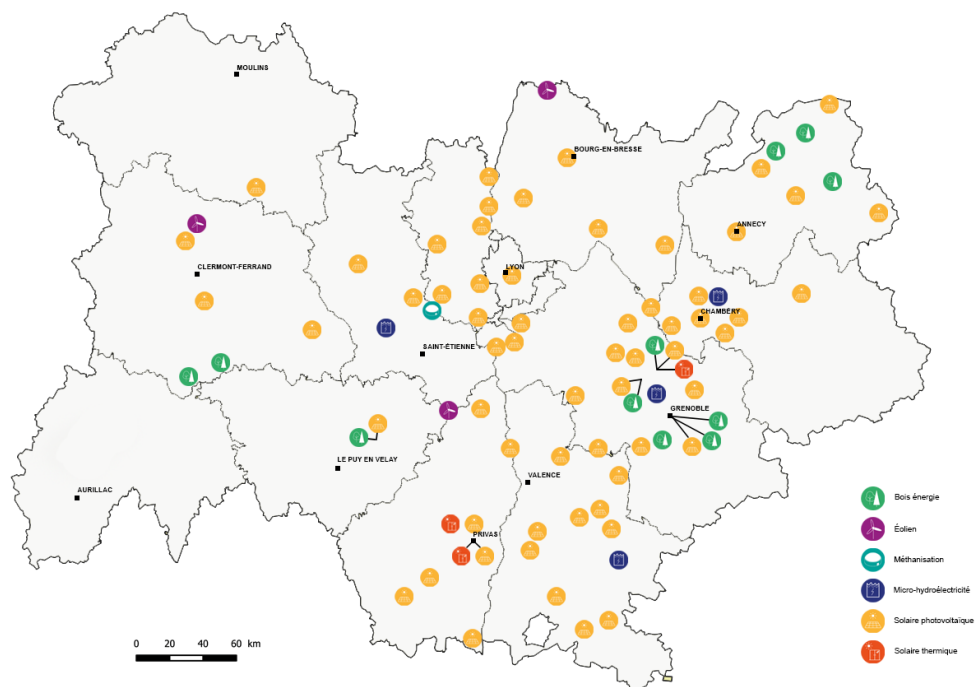 MOULINS
BOURG-EN-BRESSE
ANNECY
CLERMONT-FERRAND
LYON
CHAMBÉRY
SAINT-ÉTIENNE
GRENOBLE
LE PUY EN VELAY
VALENCE
AURILLAC
PRIVAS
Bois énergie
Éolien
Méthanisation
Micro-hydroélectricité
Solaire photovoltaïque
Solaire thermique
0 20 40 60 km